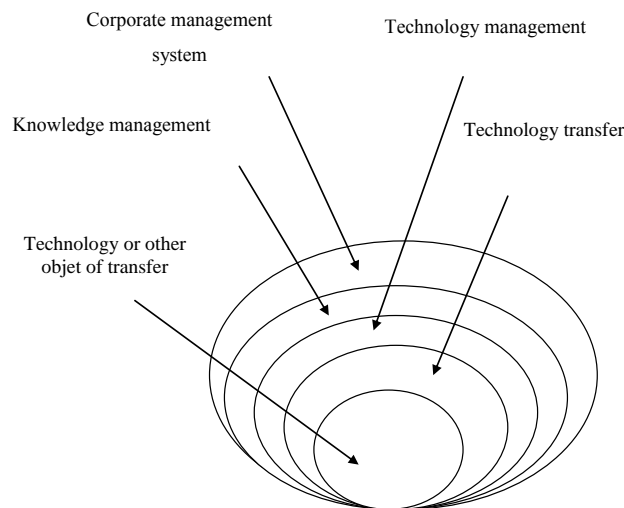 Corporate management
system
Technology management
Knowledge management
Technology transfer
Technology or other
objet of transfer